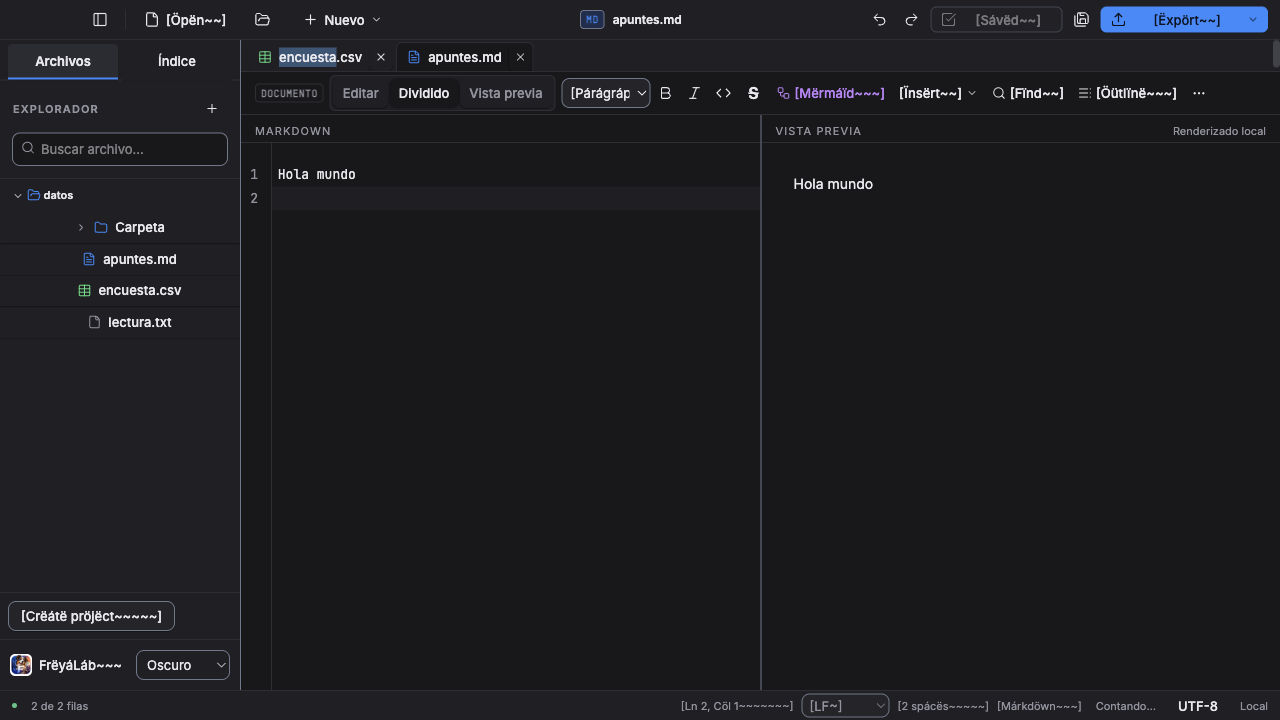 [Öpën~~]
Nuevo
MD apuntes.md
[Sávëd~~]
[Ëxpört~~]
Archivos
Índice
encuesta.csv
apuntes.md
EXPLORADOR
DOCUMENTO
Editar
Dividido
Vista previa
[Párágráp
B
I
S
[Mërmáïd~~~]
[Ïnsërt~~]
[Fïnd~~]
[Öütlïnë~~~]
Buscar archivo...
MARKDOWN
VISTA PREVIA
Renderizado local
1 Hola mundo
2
Hola mundo
datos
Carpeta
apuntes.md
encuesta.csv
lectura.txt
[Crëátë pröjëct~~~~~]
FrëyáLáb~~~
Oscuro
2 de 2 filas
[Ln 2, Cöl 1~~~~~~~]
[LF~]
[2 spácës~~~~~]
[Márkdöwn~~~]
Contando...
UTF-8
Local